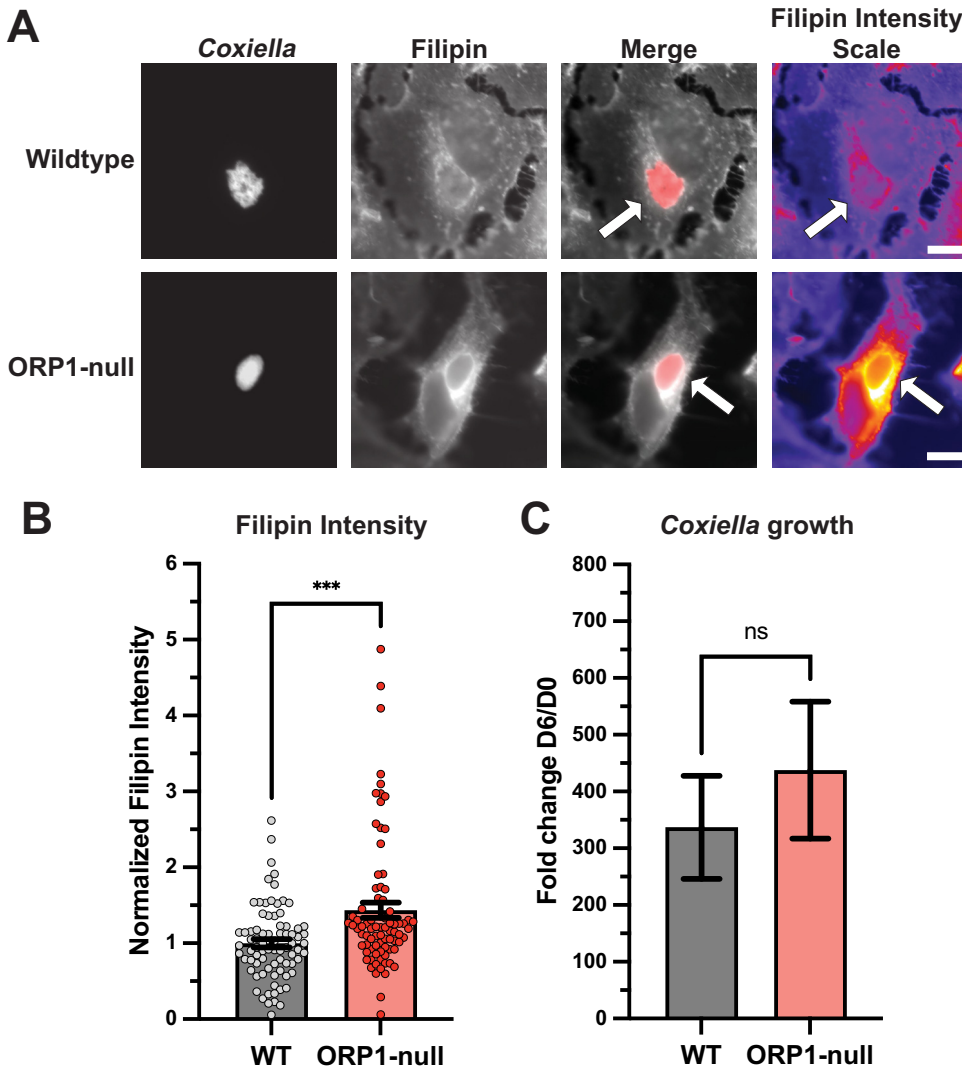 A
Coxiella
Filipin
Merge
Filipin Intensity
Scale
Wildtype
ORP1-null
B
Filipin Intensity
Normalized Filipin Intensity
6
5
4
3
2
1
0
***
WT
ORP1-null
C
Coxiella growth
Fold change D6/D0
800
700
600
500
400
300
200
100
0
ns
WT
ORP1-null